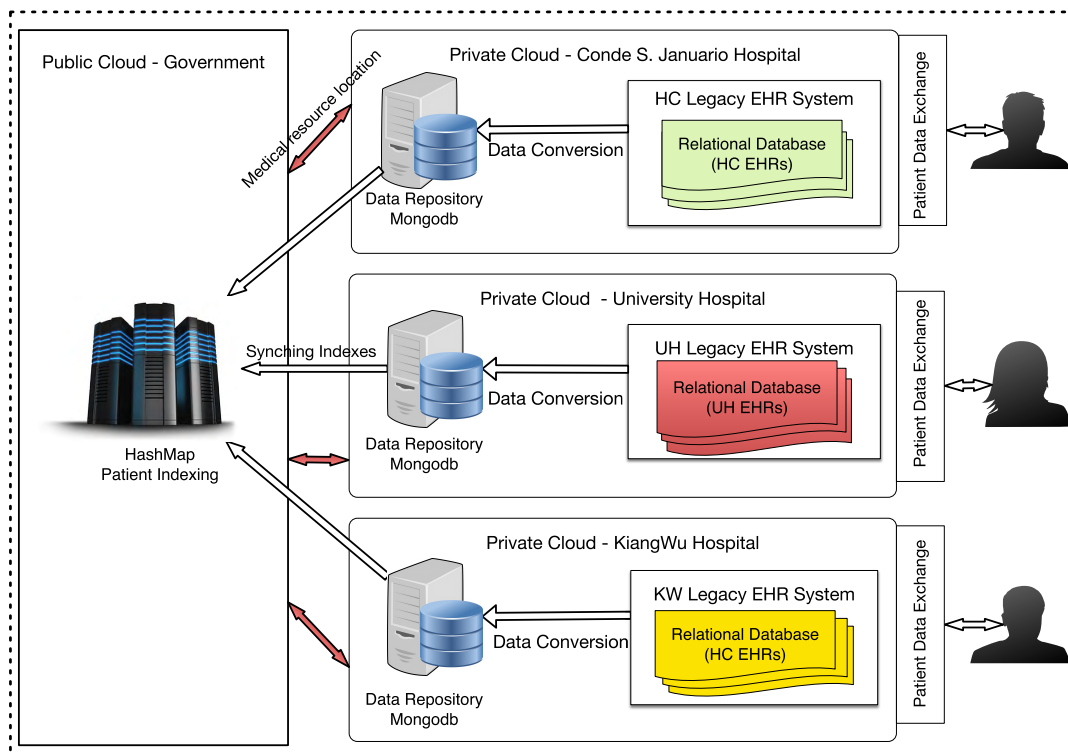 Public Cloud - Government
Medical resource location
Synching Indexes
HashMap
Patient Indexing
Private Cloud - Conde S. Januario Hospital
HC Legacy EHR System
Relational Database
(HC EHRs)
Data Conversion
Data Repository
Mongodb
Patient Data Exchange
Private Cloud - University Hospital
UH Legacy EHR System
Relational Database
(UH EHRs)
Data Conversion
Data Repository
Mongodb
Patient Data Exchange
Private Cloud - KiangWu Hospital
KW Legacy EHR System
Relational Database
(HC EHRs)
Data Conversion
Data Repository
Mongodb
Patient Data Exchange